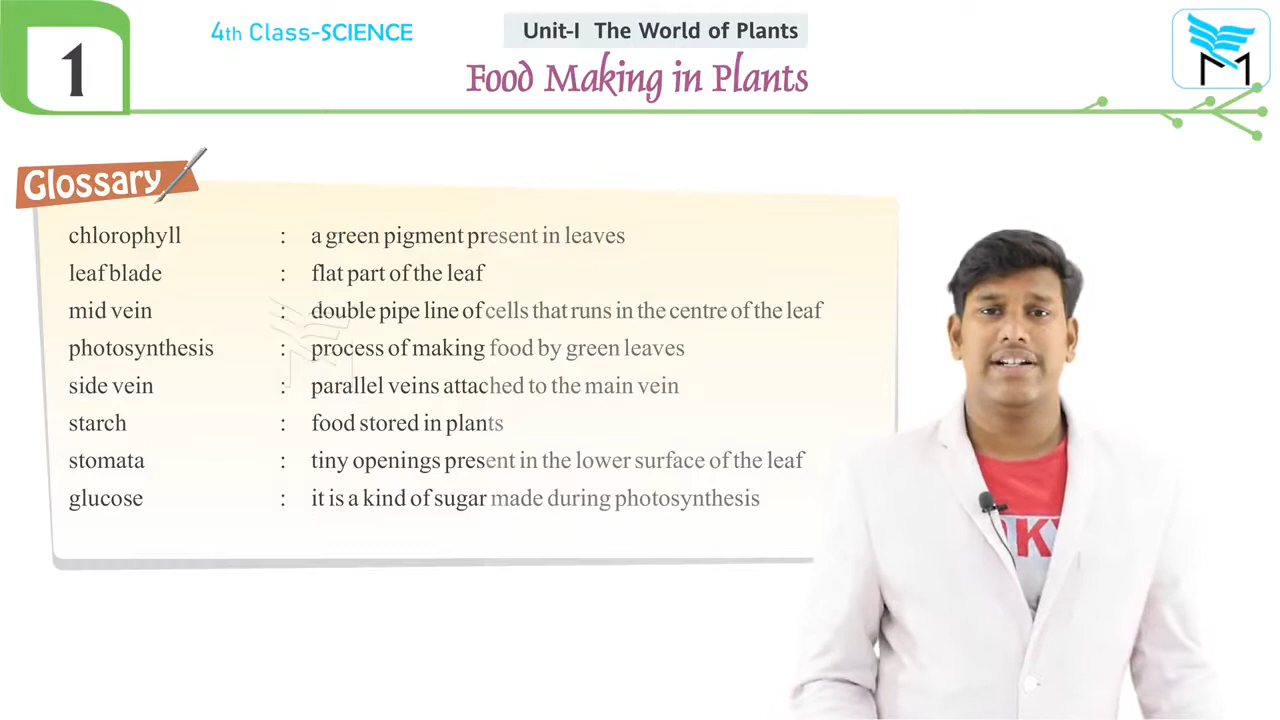 1
4th Class-SCIENCE
Unit-I The World of Plants
Food Making in Plants
M
Glossary
chlorophyll : a green pigment present in leaves
leaf blade : flat part of the leaf
mid vein : double pipe line of cells that runs in the centre of the leaf
photosynthesis : process of making food by green leaves
side vein : parallel veins attached to the main vein
starch : food stored in plants
stomata : tiny openings present in the lower surface of the leaf
glucose : it is a kind of sugar made during photosynthesis